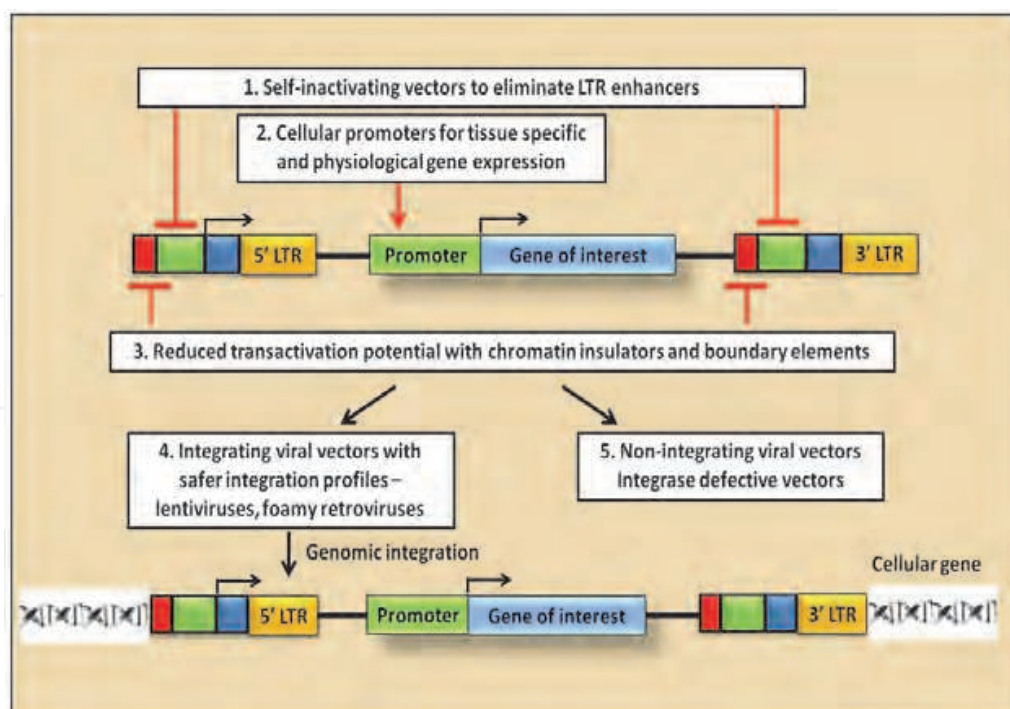 1. Self-inactivating vectors to eliminate LTR enhancers
2. Cellular promoters for tissue specific
and physiological gene expression
5' LTR
Promoter
Gene of interest
3' LTR
3. Reduced transactivation potential with chromatin insulators and boundary elements
4. Integrating viral vectors with
safer integration profiles –
lentiviruses, foamy retroviruses
5. Non-integrating viral vectors
Integrase defective vectors
Genomic integration
Cellular gene
5' LTR
Promoter
Gene of interest
3' LTR